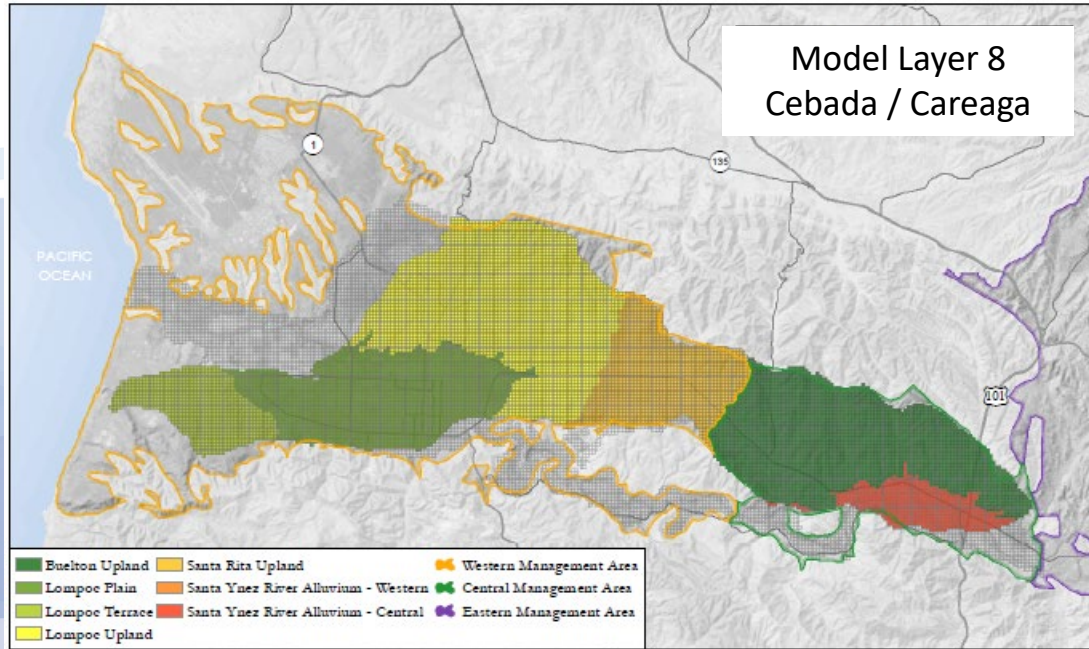 Model Layer 8
Cebada / Careaga
1
135
PACIFIC
OCEAN
101
Buelton Upland
Lompoc Plain
Lompoc Terrace
Lompoc Upland
Santa Rita Upland
Santa Ynez River Alluvium - Western
Santa Ynez River Alluvium - Central
Western Management Area
Central Management Area
Eastern Management Area